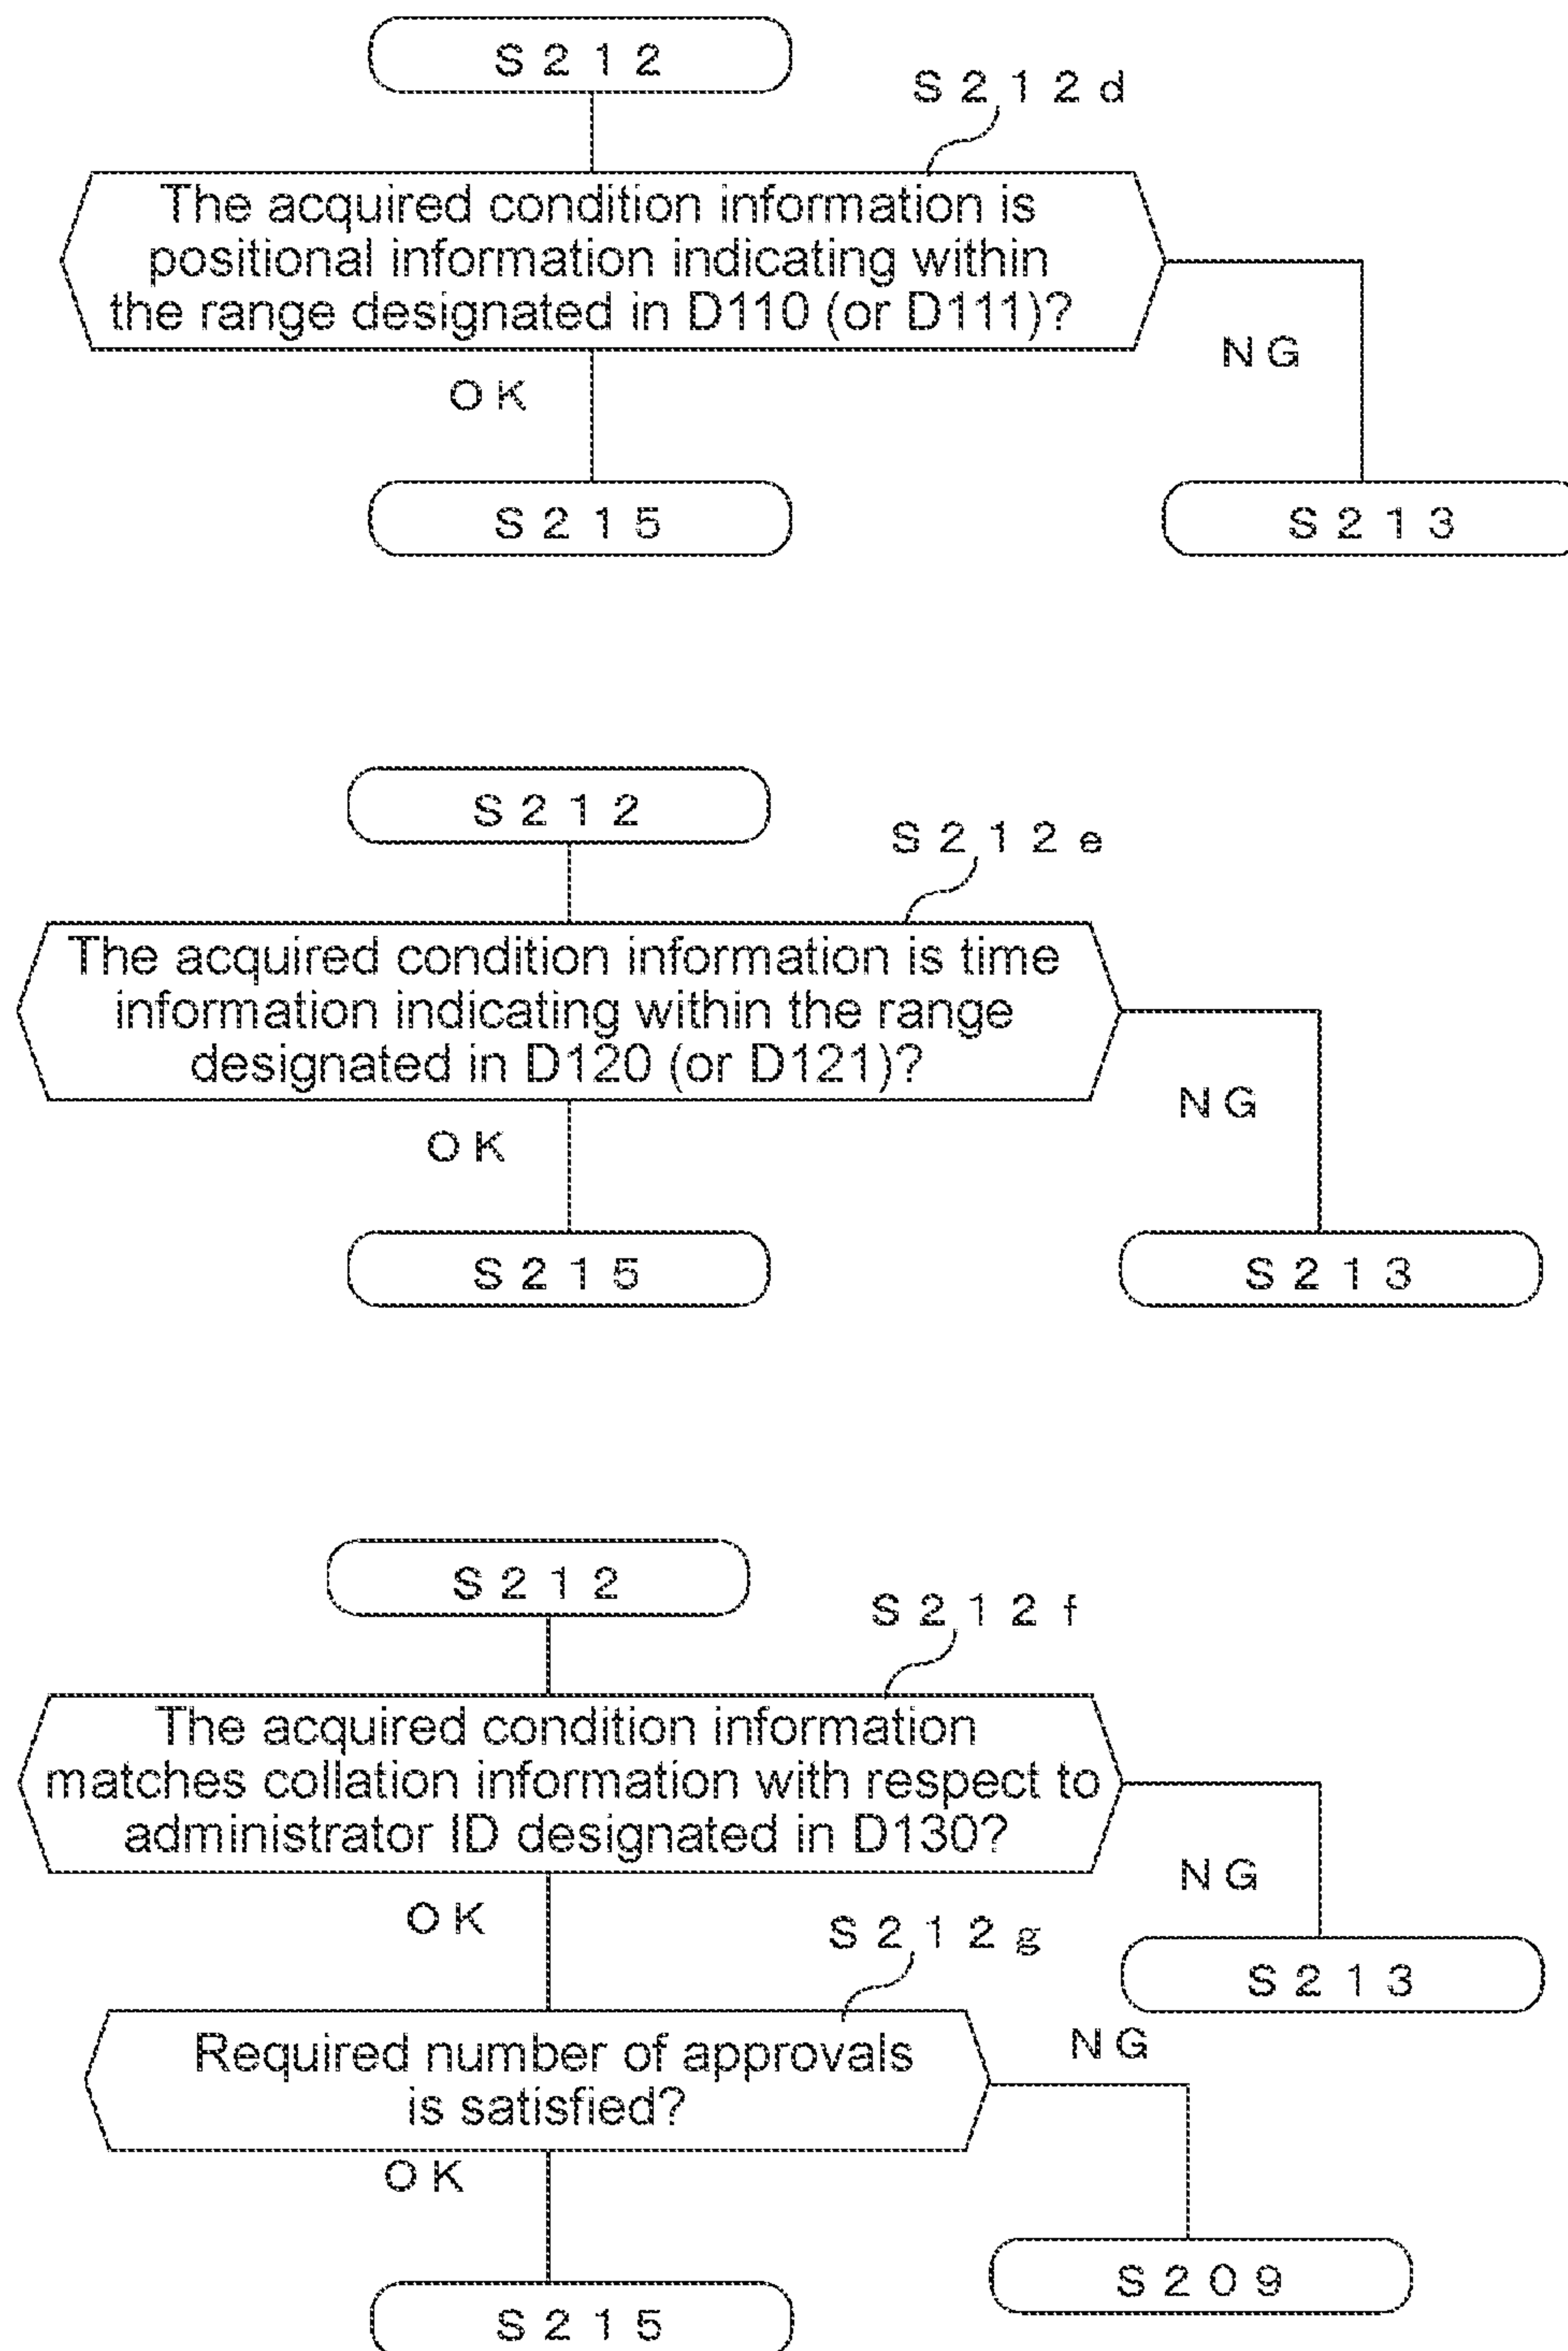 S212
S212d
The acquired condition information is
positional information indicating within
the range designated in D110 (or D111)?
NG
OK
S215
S213
S212
S212e
The acquired condition information is time
information indicating within the range
designated in D120 (or D121)?
NG
OK
S215
S213
S212
S212f
The acquired condition information
matches collation information with respect to
administrator ID designated in D130?
NG
OK
S212g
S213
Required number of approvals
is satisfied?
NG
OK
S209
S215